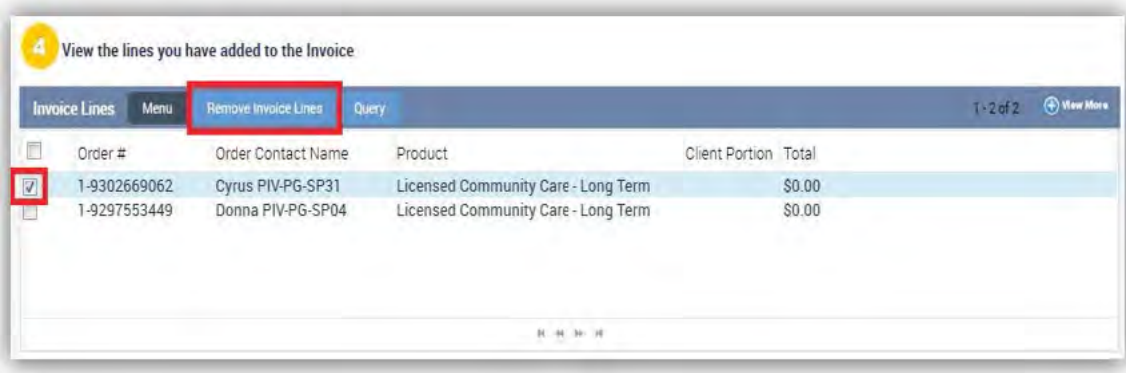 4 View the lines you have added to the Invoice
Invoice Lines Menu Remove Invoice Lines Query 1 - 2 of 2 View More
Order # Order Contact Name Product Client Portion Total
1-9302669062 Cyrus PIV-PG-SP31 Licensed Community Care - Long Term $0.00
1-9297553449 Donna PIV-PG-SP04 Licensed Community Care - Long Term $0.00